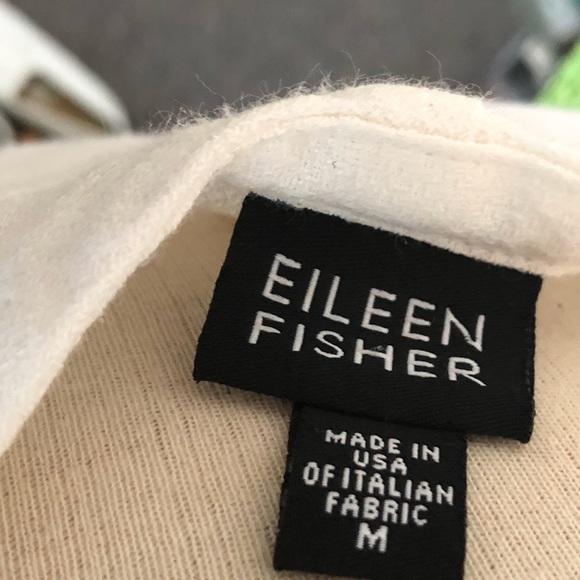 EILEEN
FISHER
MADE IN
USA
OF ITALIAN
FABRIC
M